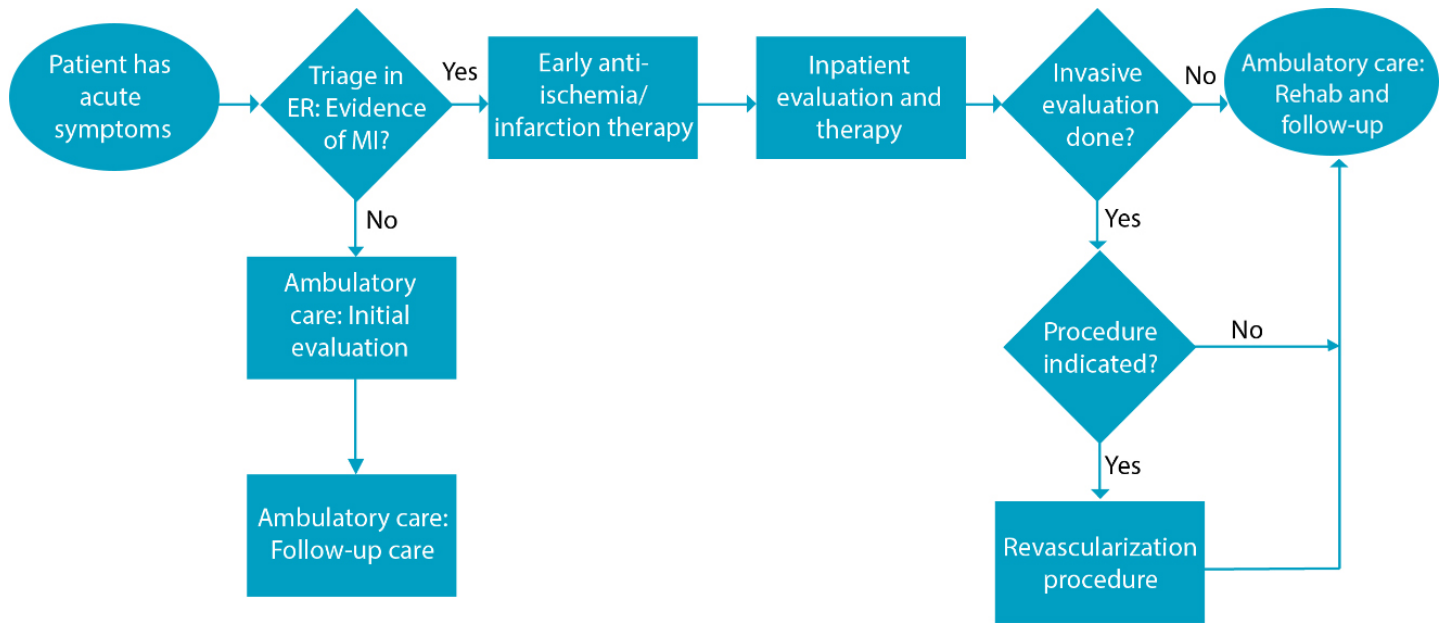 Patient has
acute
symptoms
Triage in
ER: Evidence
of MI?
Yes
Early anti-
ischemia/
infarction therapy
Inpatient
evaluation and
therapy
Invasive
evaluation
done?
No
Ambulatory care:
Rehab and
follow-up
No
Yes
Ambulatory
care: Initial
evaluation
Procedure
indicated?
No
Yes
Ambulatory care:
Follow-up care
Revascularization
procedure